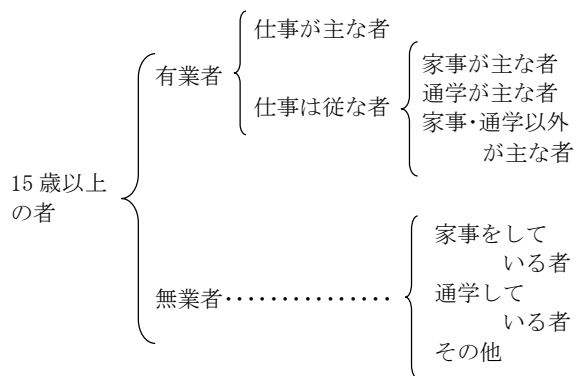 仕事が主な者
有業者
仕事は従な者
家事が主な者
通学が主な者
家事・通学以外
が主な者
15歳以上
の者
無業者・・・・・・・・・・・・・・・
家事をして
いる者
通学して
いる者
その他